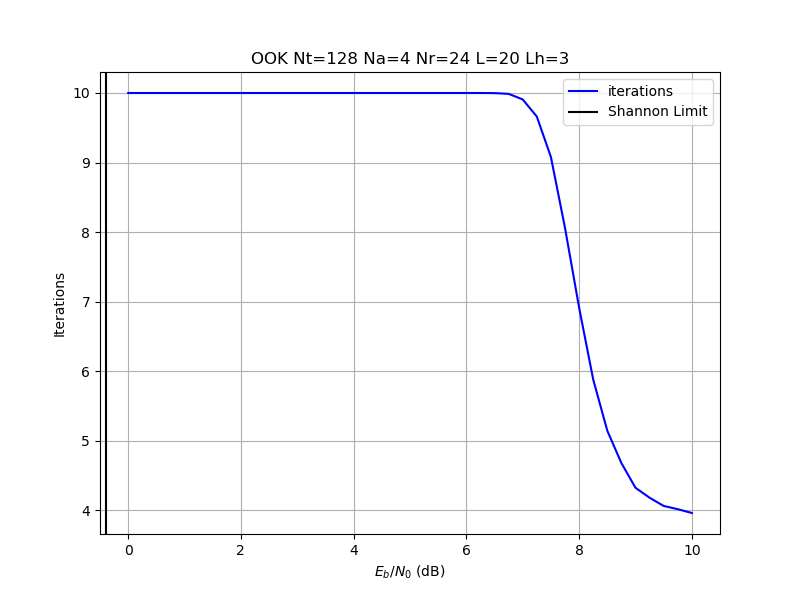 OOK Nt=128 Na=4 Nr=24 L=20 Lh=3
iterations
Shannon Limit
10
9
8
7
6
5
4
Iterations
0 2 4 6 8 10
E_b/N_0 (dB)